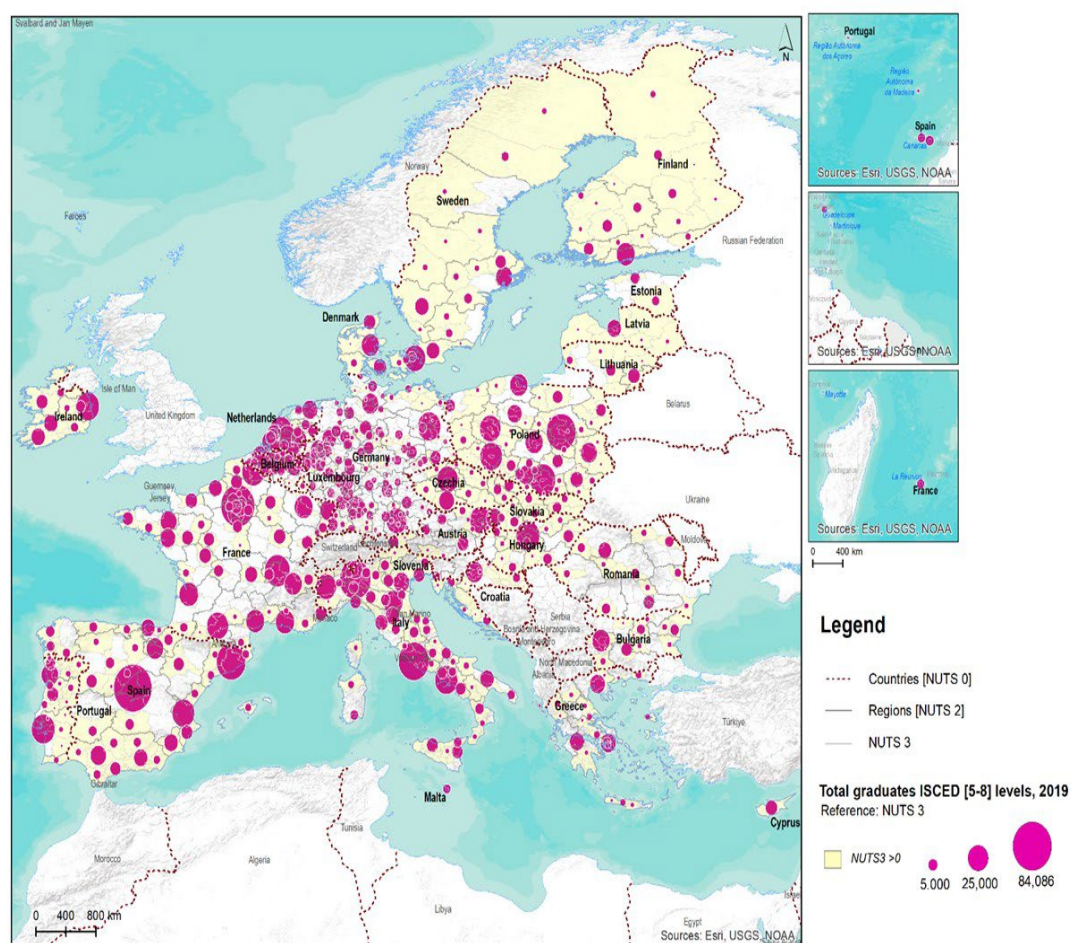 Svalbard and Jan Mayen
N
Norway
Faroes
Sweden
Finland
Russian Federation
Estonia
Denmark
Latvia
Lithuania
Isle of Man
Ireland
United Kingdom
Netherlands
Belarus
Poland
Belgium
Germany
Luxembourg
Czechia
Guernsey
Jersey
Ukraine
Slovakia
Austria
Hungary
Moldova
France
Switzerland
Slovenia
Romania
Croatia
Monaco
San Marino
Italy
Serbia
Bosnia and Herzegovina
Montenegro
Bulgaria
North Macedonia
Albania
Spain
Portugal
Greece
Türkiye
Gibraltar
Malta
Cyprus
Tunisia
Morocco
Algeria
Libya
Egypt
0 400 800 km
Sources: Esri, USGS, NOAA
Portugal
Região Autónoma
dos Açores
Região
Autónoma
da Madeira
Spain
Canarias
Sources: Esri, USGS, NOAA
Guadeloupe
Martinique
Sources: Esri, USGS, NOAA
Mayotte
La Réunion
France
Sources: Esri, USGS, NOAA
0 400 km
Legend
Countries [NUTS 0]
Regions [NUTS 2]
NUTS 3
Total graduates ISCED [5-8] levels, 2019
Reference: NUTS 3
NUTS3 >0
5.000
25,000
84,086